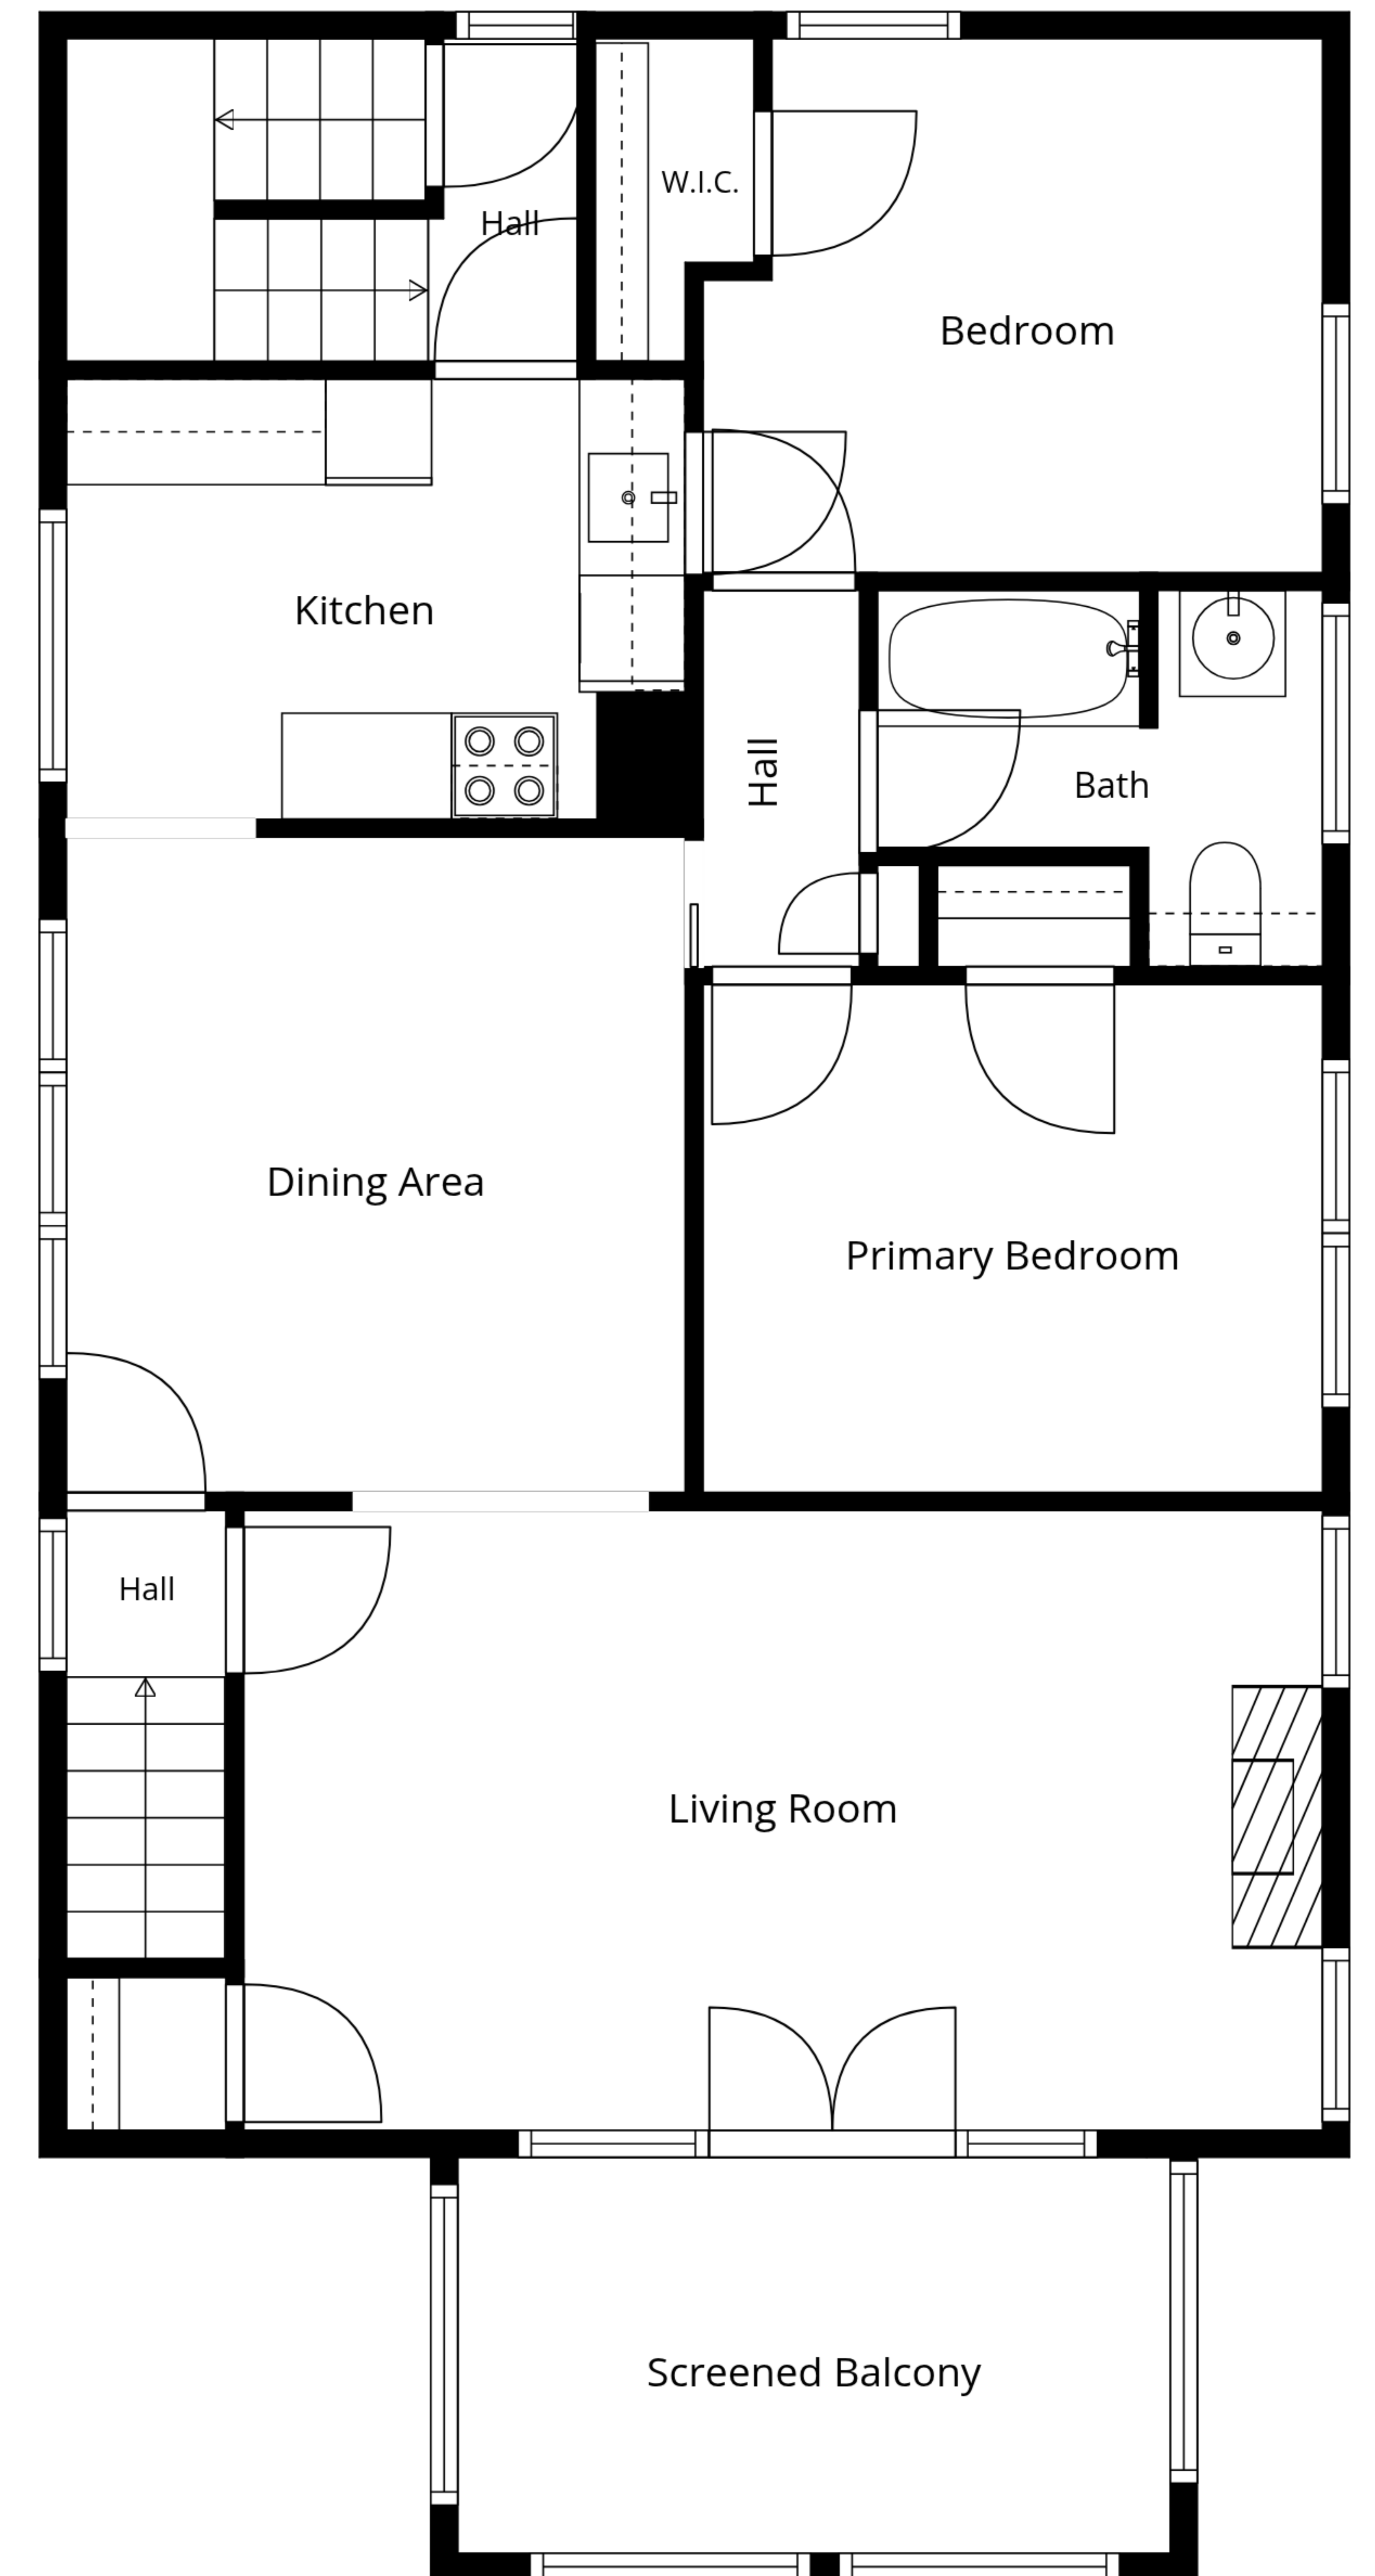 W.I.C.
Hall
Bedroom
Kitchen
Hall
Bath
Dining Area
Primary Bedroom
Hall
Living Room
Screened Balcony